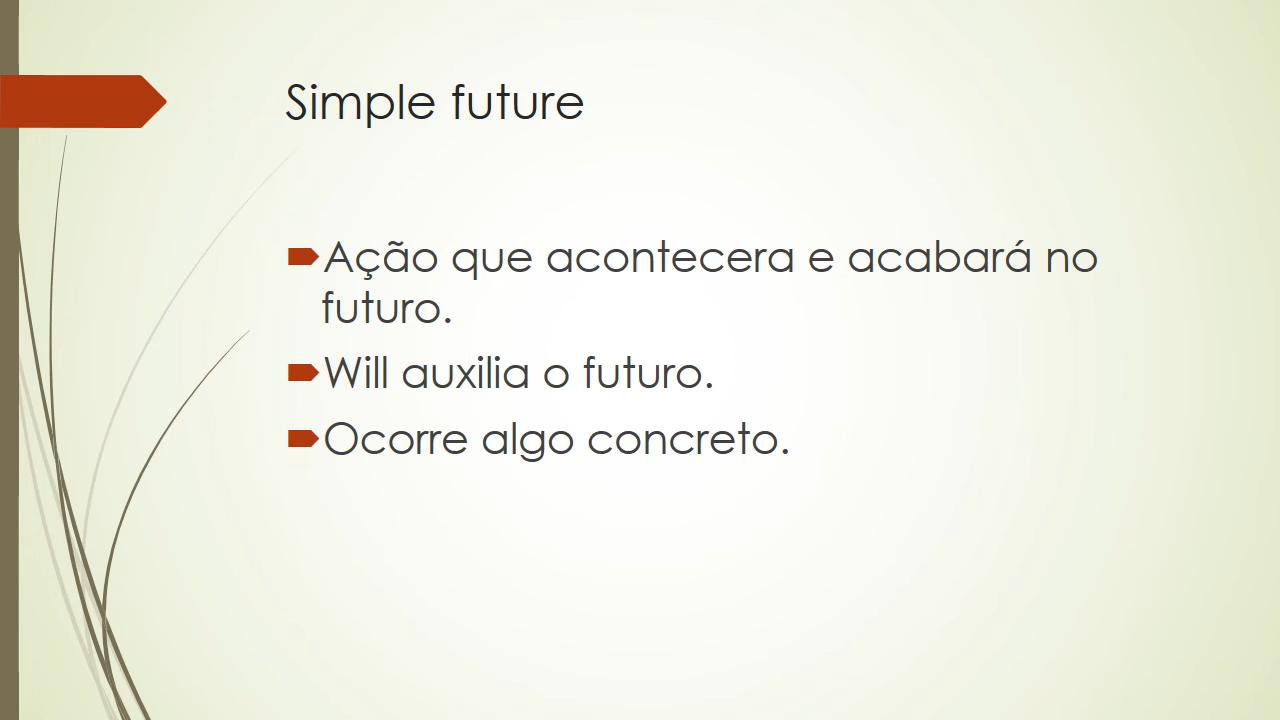 Simple future
Ação que acontecera e acabará no
futuro.
Will auxilia o futuro.
Ocorre algo concreto.